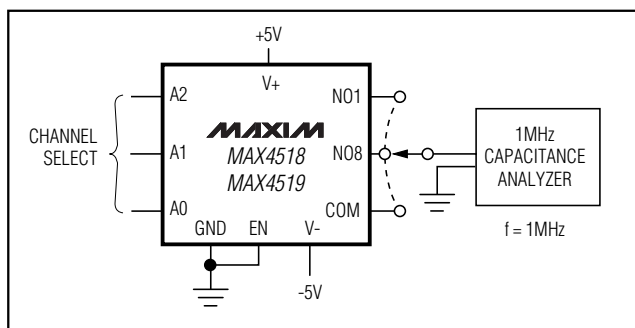 +5V
V+
A2
NO1
CHANNEL
SELECT
MAXIM
MAX4518
MAX4519
A1
NO8
1MHz
CAPACITANCE
ANALYZER
A0
COM
GND EN V-
f = 1MHz
-5V